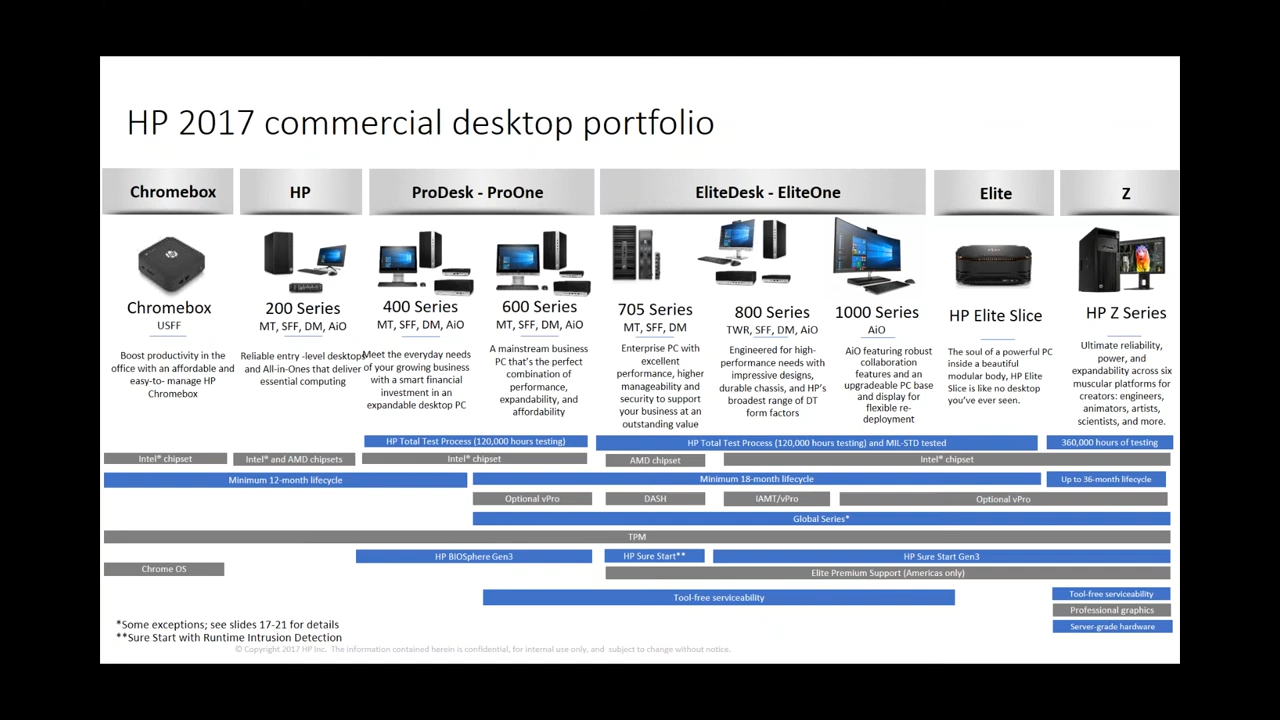 HP 2017 commercial desktop portfolio
Chromebox
HP
ProDesk - ProOne
EliteDesk - EliteOne
Elite
Z
Chromebox
USFF
Boost productivity in the
office with an affordable and
easy-to- manage HP
Chromebox
200 Series
MT, SFF, DM, AiO
Reliable entry -level desktops
and All-in-Ones that deliver
essential computing
400 Series
MT, SFF, DM, AiO
Meet the everyday needs
of your growing business
with a smart financial
investment in an
expandable desktop PC
600 Series
MT, SFF, DM, AiO
A mainstream business
PC that's the perfect
combination of
performance,
expandability, and
affordability
705 Series
MT, SFF, DM
Enterprise PC with
excellent
performance, higher
manageability and
security to support
your business at an
outstanding value
800 Series
TWR, SFF, DM, AiO
Engineered for high-
performance needs with
impressive designs,
durable chassis, and HP's
broadest range of DT
form factors
1000 Series
AiO
AiO featuring robust
collaboration
features and an
upgradeable PC base
and display for
flexible re-
deployment
HP Elite Slice
The soul of a powerful PC
inside a beautiful
modular body, HP Elite
Slice is like no desktop
you've ever seen.
HP Z Series
Ultimate reliability,
power, and
expandability across six
muscular platforms for
creators: engineers,
animators, artists,
scientists, and more.
HP Total Test Process (120,000 hours testing)
HP Total Test Process (120,000 hours testing) and MIL-STD tested
360,000 hours of testing
Intel® chipset
Intel® and AMD chipsets
Intel® chipset
AMD chipset
Intel® chipset
Minimum 12-month lifecycle
Minimum 18-month lifecycle
Up to 36-month lifecycle
Optional vPro
DASH
IAMT/vPro
Optional vPro
Global Series*
TPM
HP BIOSphere Gen3
HP Sure Start**
HP Sure Start Gen3
Chrome OS
Elite Premium Support (Americas only)
Tool-free serviceability
Tool-free serviceability
Professional graphics
Server-grade hardware
*Some exceptions; see slides 17-21 for details
**Sure Start with Runtime Intrusion Detection
© Copyright 2017 HP Inc. The information contained herein is confidential, for internal use only, and subject to change without notice.